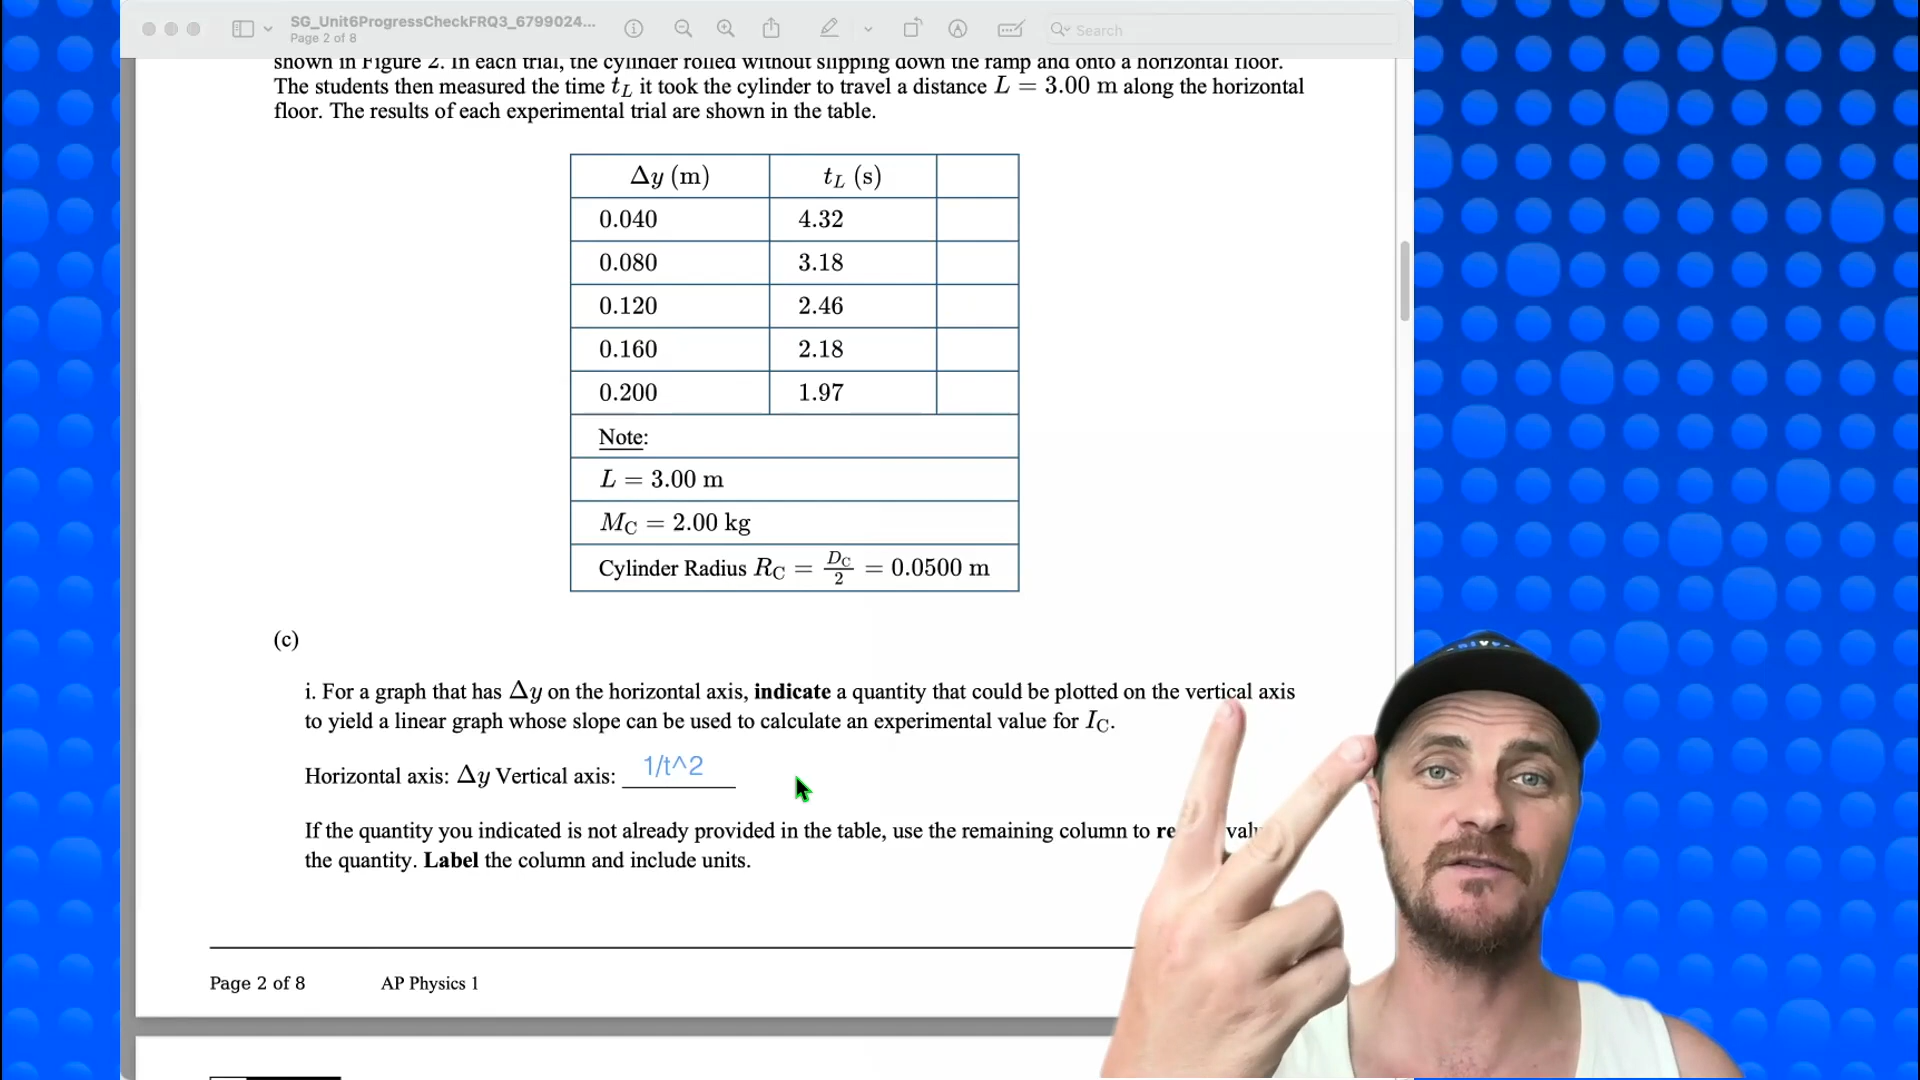 SG_Unit6ProgressCheckFRQ3_6799024...
Page 2 of 8
Search
shown in Figure 2. In each trial, the cylinder rolled without slipping down the ramp and onto a horizontal floor.
The students then measured the time t_L it took the cylinder to travel a distance L = 3.00 m along the horizontal
floor. The results of each experimental trial are shown in the table.
Δy (m) t_L (s)
0.040 4.32
0.080 3.18
0.120 2.46
0.160 2.18
0.200 1.97
Note:
L = 3.00 m
M_C = 2.00 kg
Cylinder Radius R_C = D_C/2 = 0.0500 m
(c)
i. For a graph that has Δy on the horizontal axis, indicate a quantity that could be plotted on the vertical axis
to yield a linear graph whose slope can be used to calculate an experimental value for I_C.
Horizontal axis: Δy Vertical axis: 1/t^2
If the quantity you indicated is not already provided in the table, use the remaining column to
the quantity. Label the column and include units.
Page 2 of 8 AP Physics 1